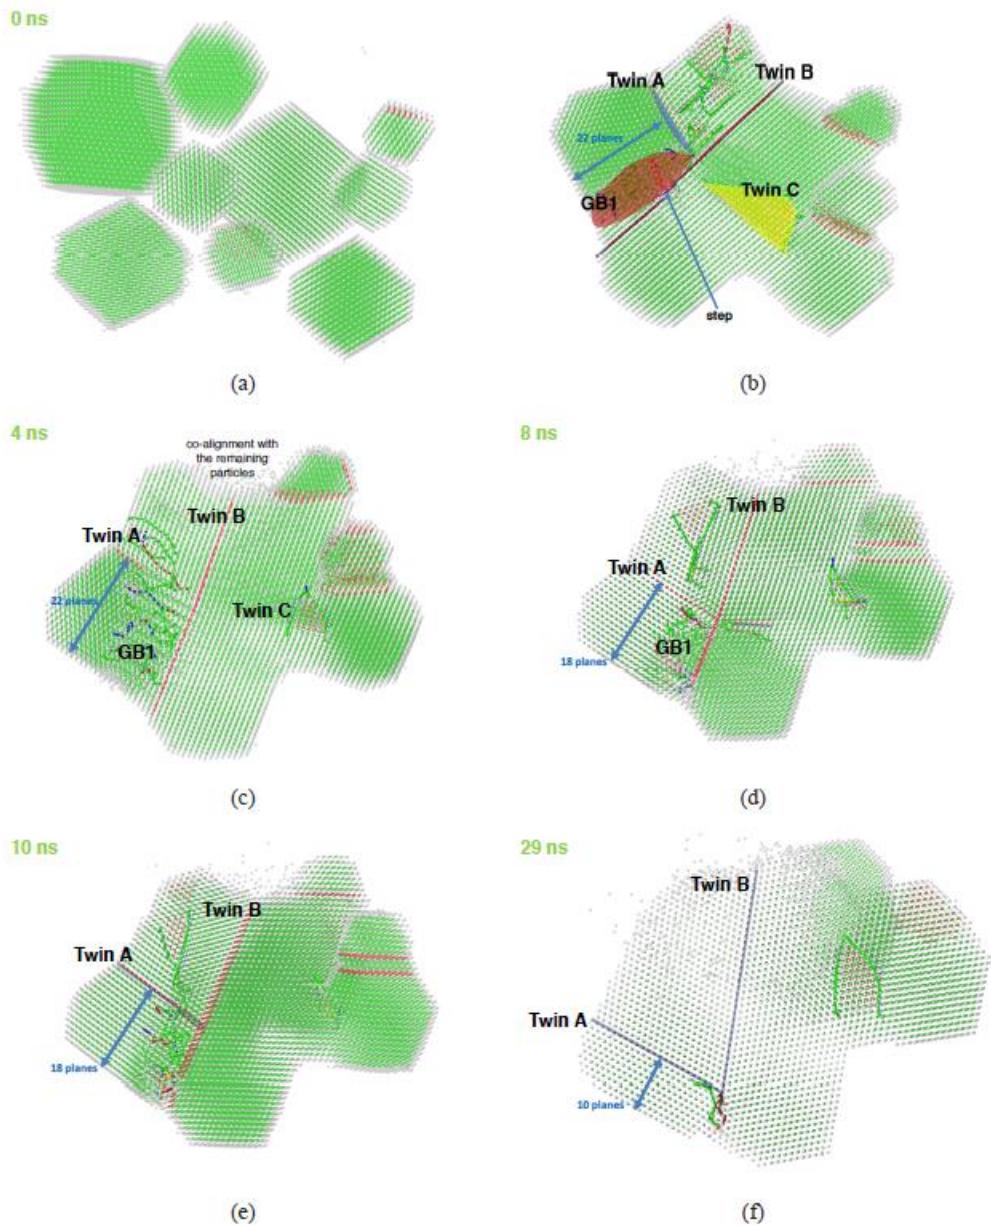 0 ns
Twin A
Twin B
22 planes
GB1
Twin C
step
(a)
(b)
4 ns
co-alignment with
the remaining
particles
Twin B
Twin A
22 planes
Twin C
GB1
8 ns
Twin B
Twin A
GB1
18 planes
(c)
(d)
10 ns
Twin B
Twin A
18 planes
29 ns
Twin B
Twin A
10 planes
(e)
(f)